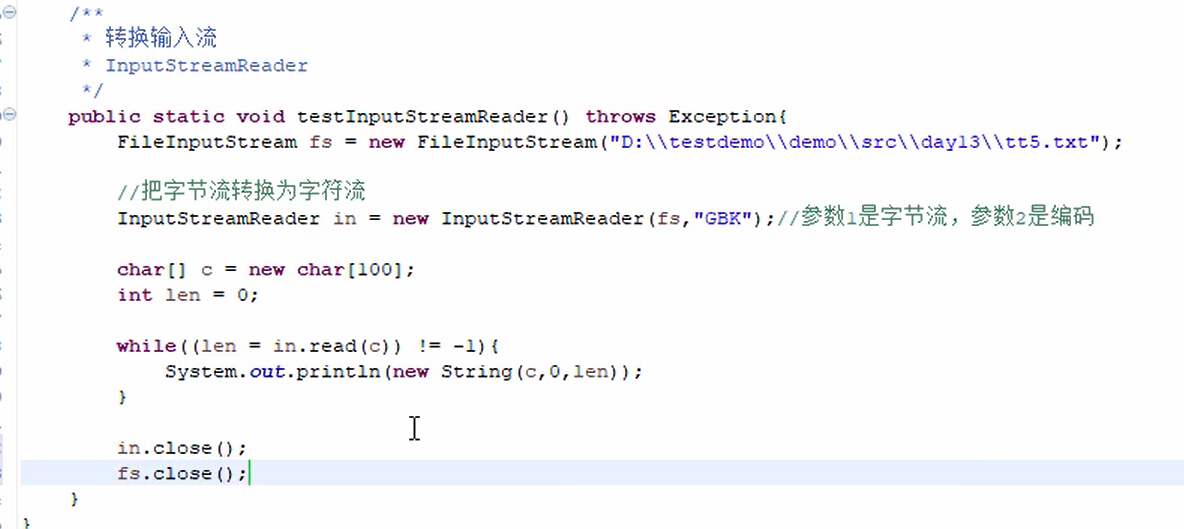 /**
* 转换输入流
* InputStreamReader
*/
public static void testInputStreamReader() throws Exception{
FileInputStream fs = new FileInputStream("D:\\testdemo\\demo\\src\\day13\\tt5.txt");
//把字节流转换为字符流
InputStreamReader in = new InputStreamReader(fs,"GBK");//参数1是字节流，参数2是编码
char[] c = new char[100];
int len = 0;
while((len = in.read(c)) != -1){
System.out.println(new String(c,0,len));
}
in.close();
fs.close();
}
}